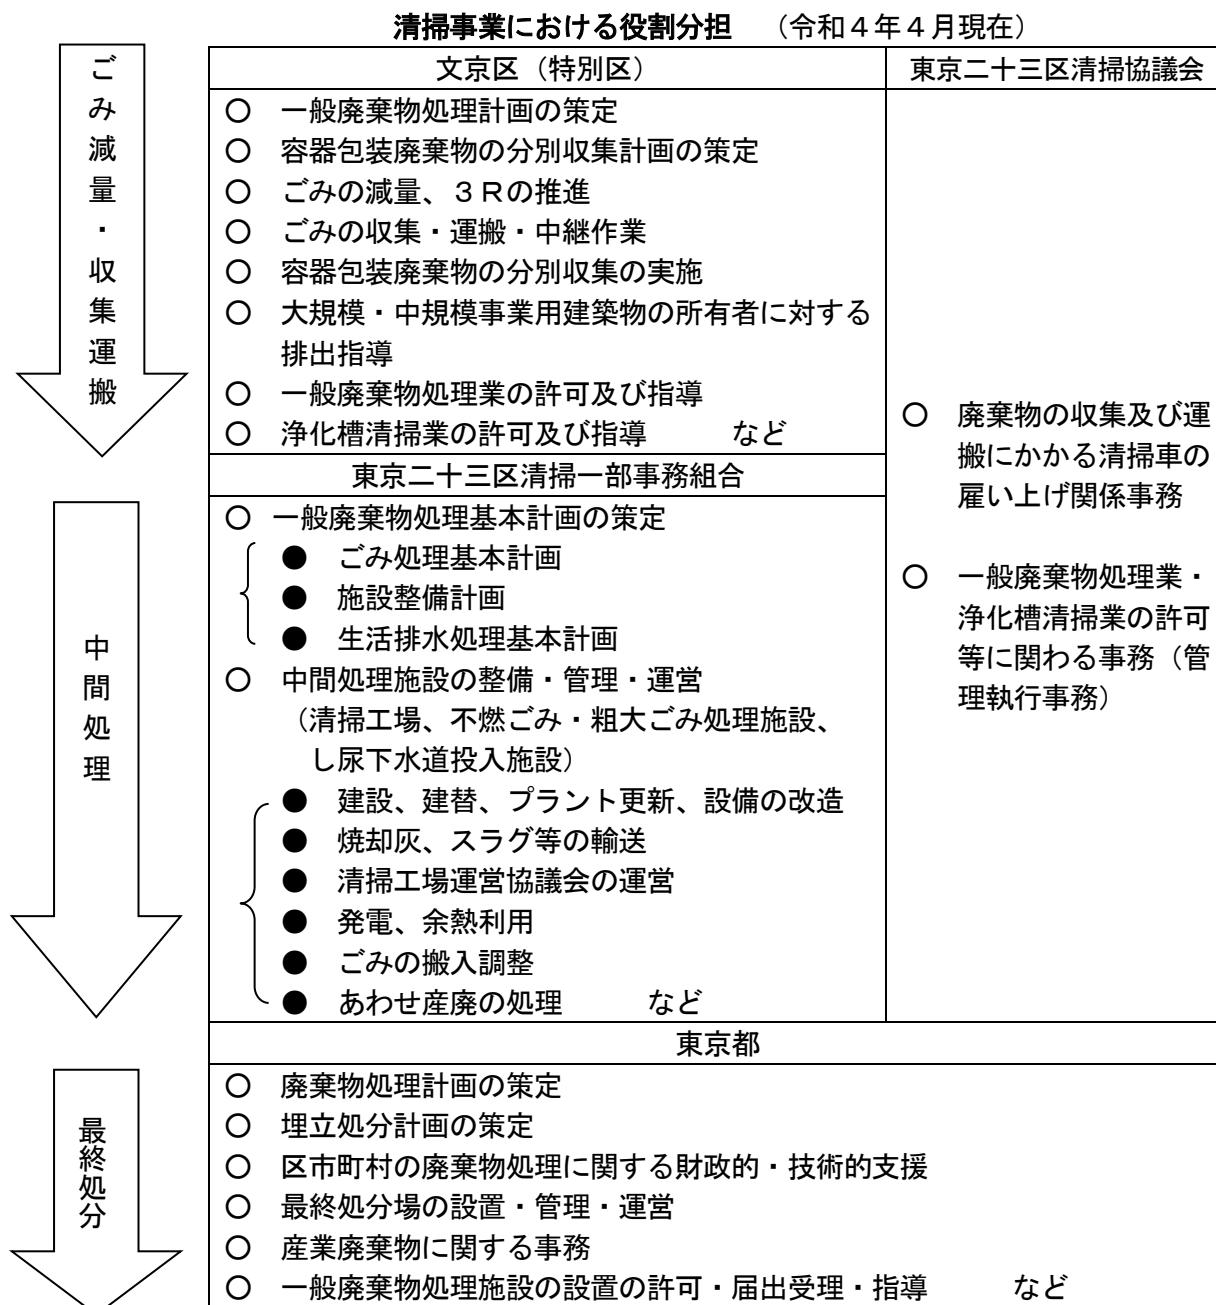 清掃事業における役割分担　（令和４年４月現在）
ごみ減量・収集運搬
文京区（特別区）
○　一般廃棄物処理計画の策定
○　容器包装廃棄物の分別収集計画の策定
○　ごみの減量、３Ｒの推進
○　ごみの収集・運搬・中継作業
○　容器包装廃棄物の分別収集の実施
○　大規模・中規模事業用建築物の所有者に対する
排出指導
○　一般廃棄物処理業の許可及び指導
○　浄化槽清掃業の許可及び指導　　　など
東京二十三区清掃協議会
○　廃棄物の収集及び運
搬にかかる清掃車の
雇い上げ関係事務
○　一般廃棄物処理業・
浄化槽清掃業の許可
等に関わる事務（管
理執行事務）
中間処理
東京二十三区清掃一部事務組合
○　一般廃棄物処理基本計画の策定
●　ごみ処理基本計画
●　施設整備計画
●　生活排水処理基本計画
○　中間処理施設の整備・管理・運営
（清掃工場、不燃ごみ・粗大ごみ処理施設、
し尿下水道投入施設）
●　建設、建替、プラント更新、設備の改造
●　焼却灰、スラグ等の輸送
●　清掃工場運営協議会の運営
●　発電、余熱利用
●　ごみの搬入調整
●　あわせ産廃の処理　　　など
最終処分
東京都
○　廃棄物処理計画の策定
○　埋立処分計画の策定
○　区市町村の廃棄物処理に関する財政的・技術的支援
○　最終処分場の設置・管理・運営
○　産業廃棄物に関する事務
○　一般廃棄物処理施設の設置の許可・届出受理・指導　　　など